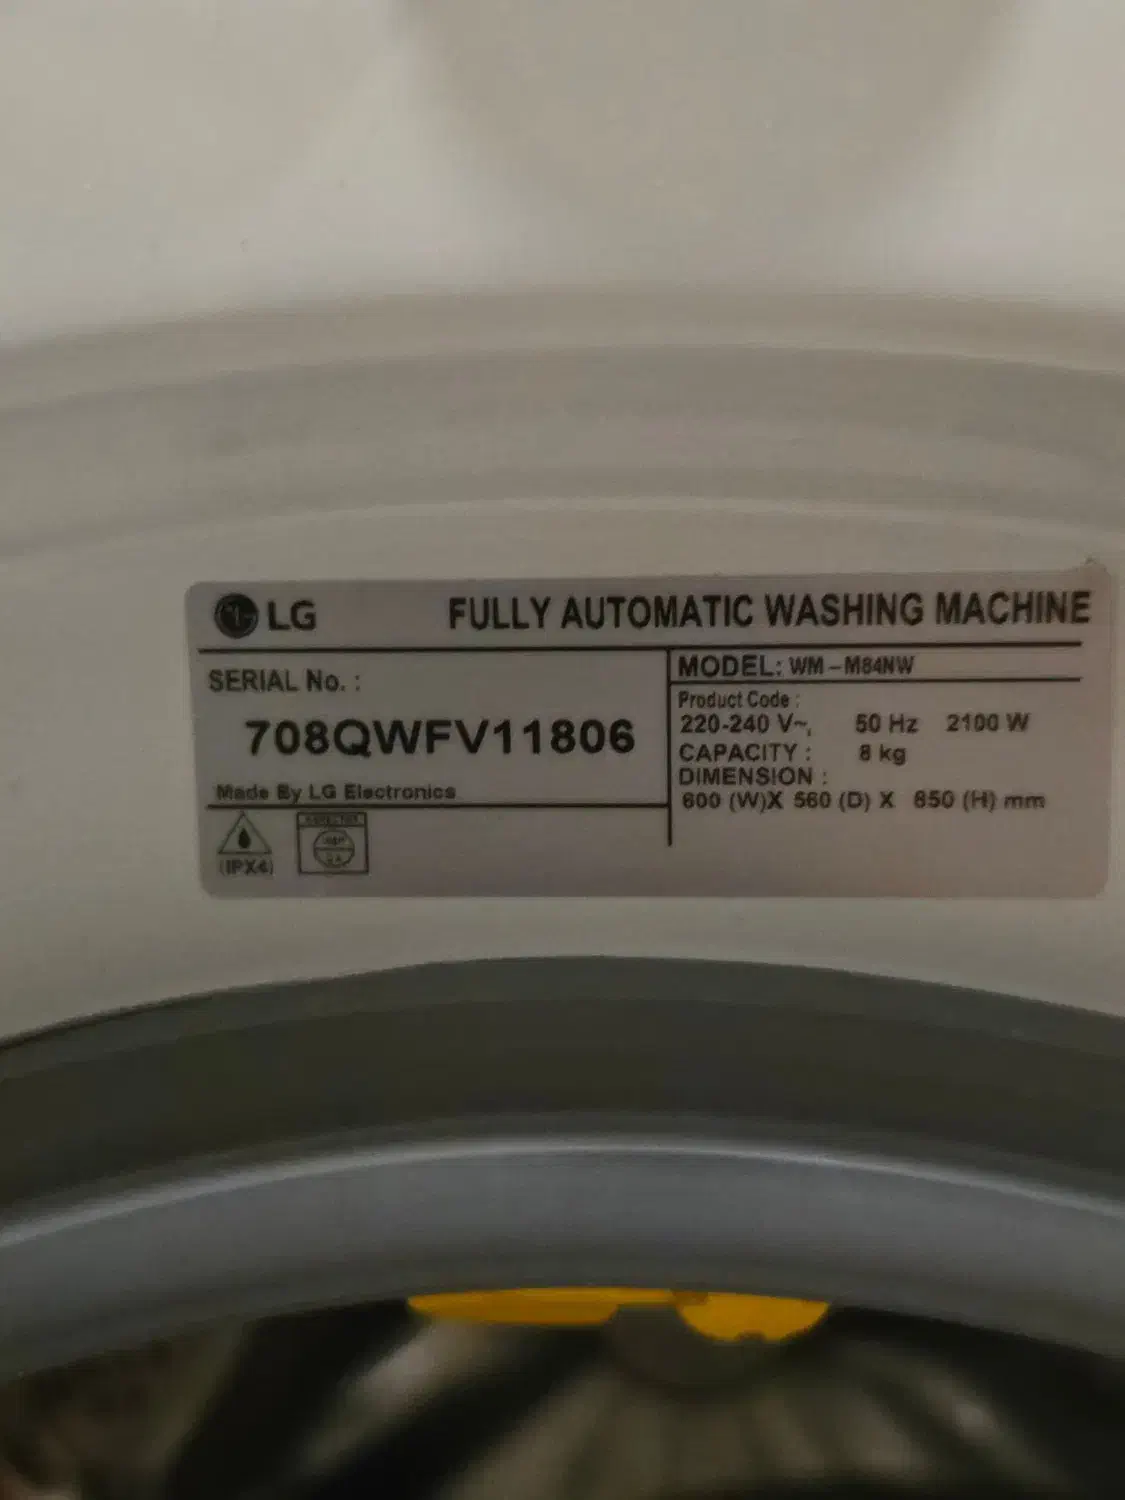 LG FULLY AUTOMATIC WASHING MACHINE
SERIAL No. :
708QWFV11806
Made By LG Electronics
(IPX4)
MODEL: WM-M84NW
Product Code :
220-240 V~, 50 Hz 2100 W
CAPACITY : 8 kg
DIMENSION :
600 (W)X 560 (D) X 850 (H) mm